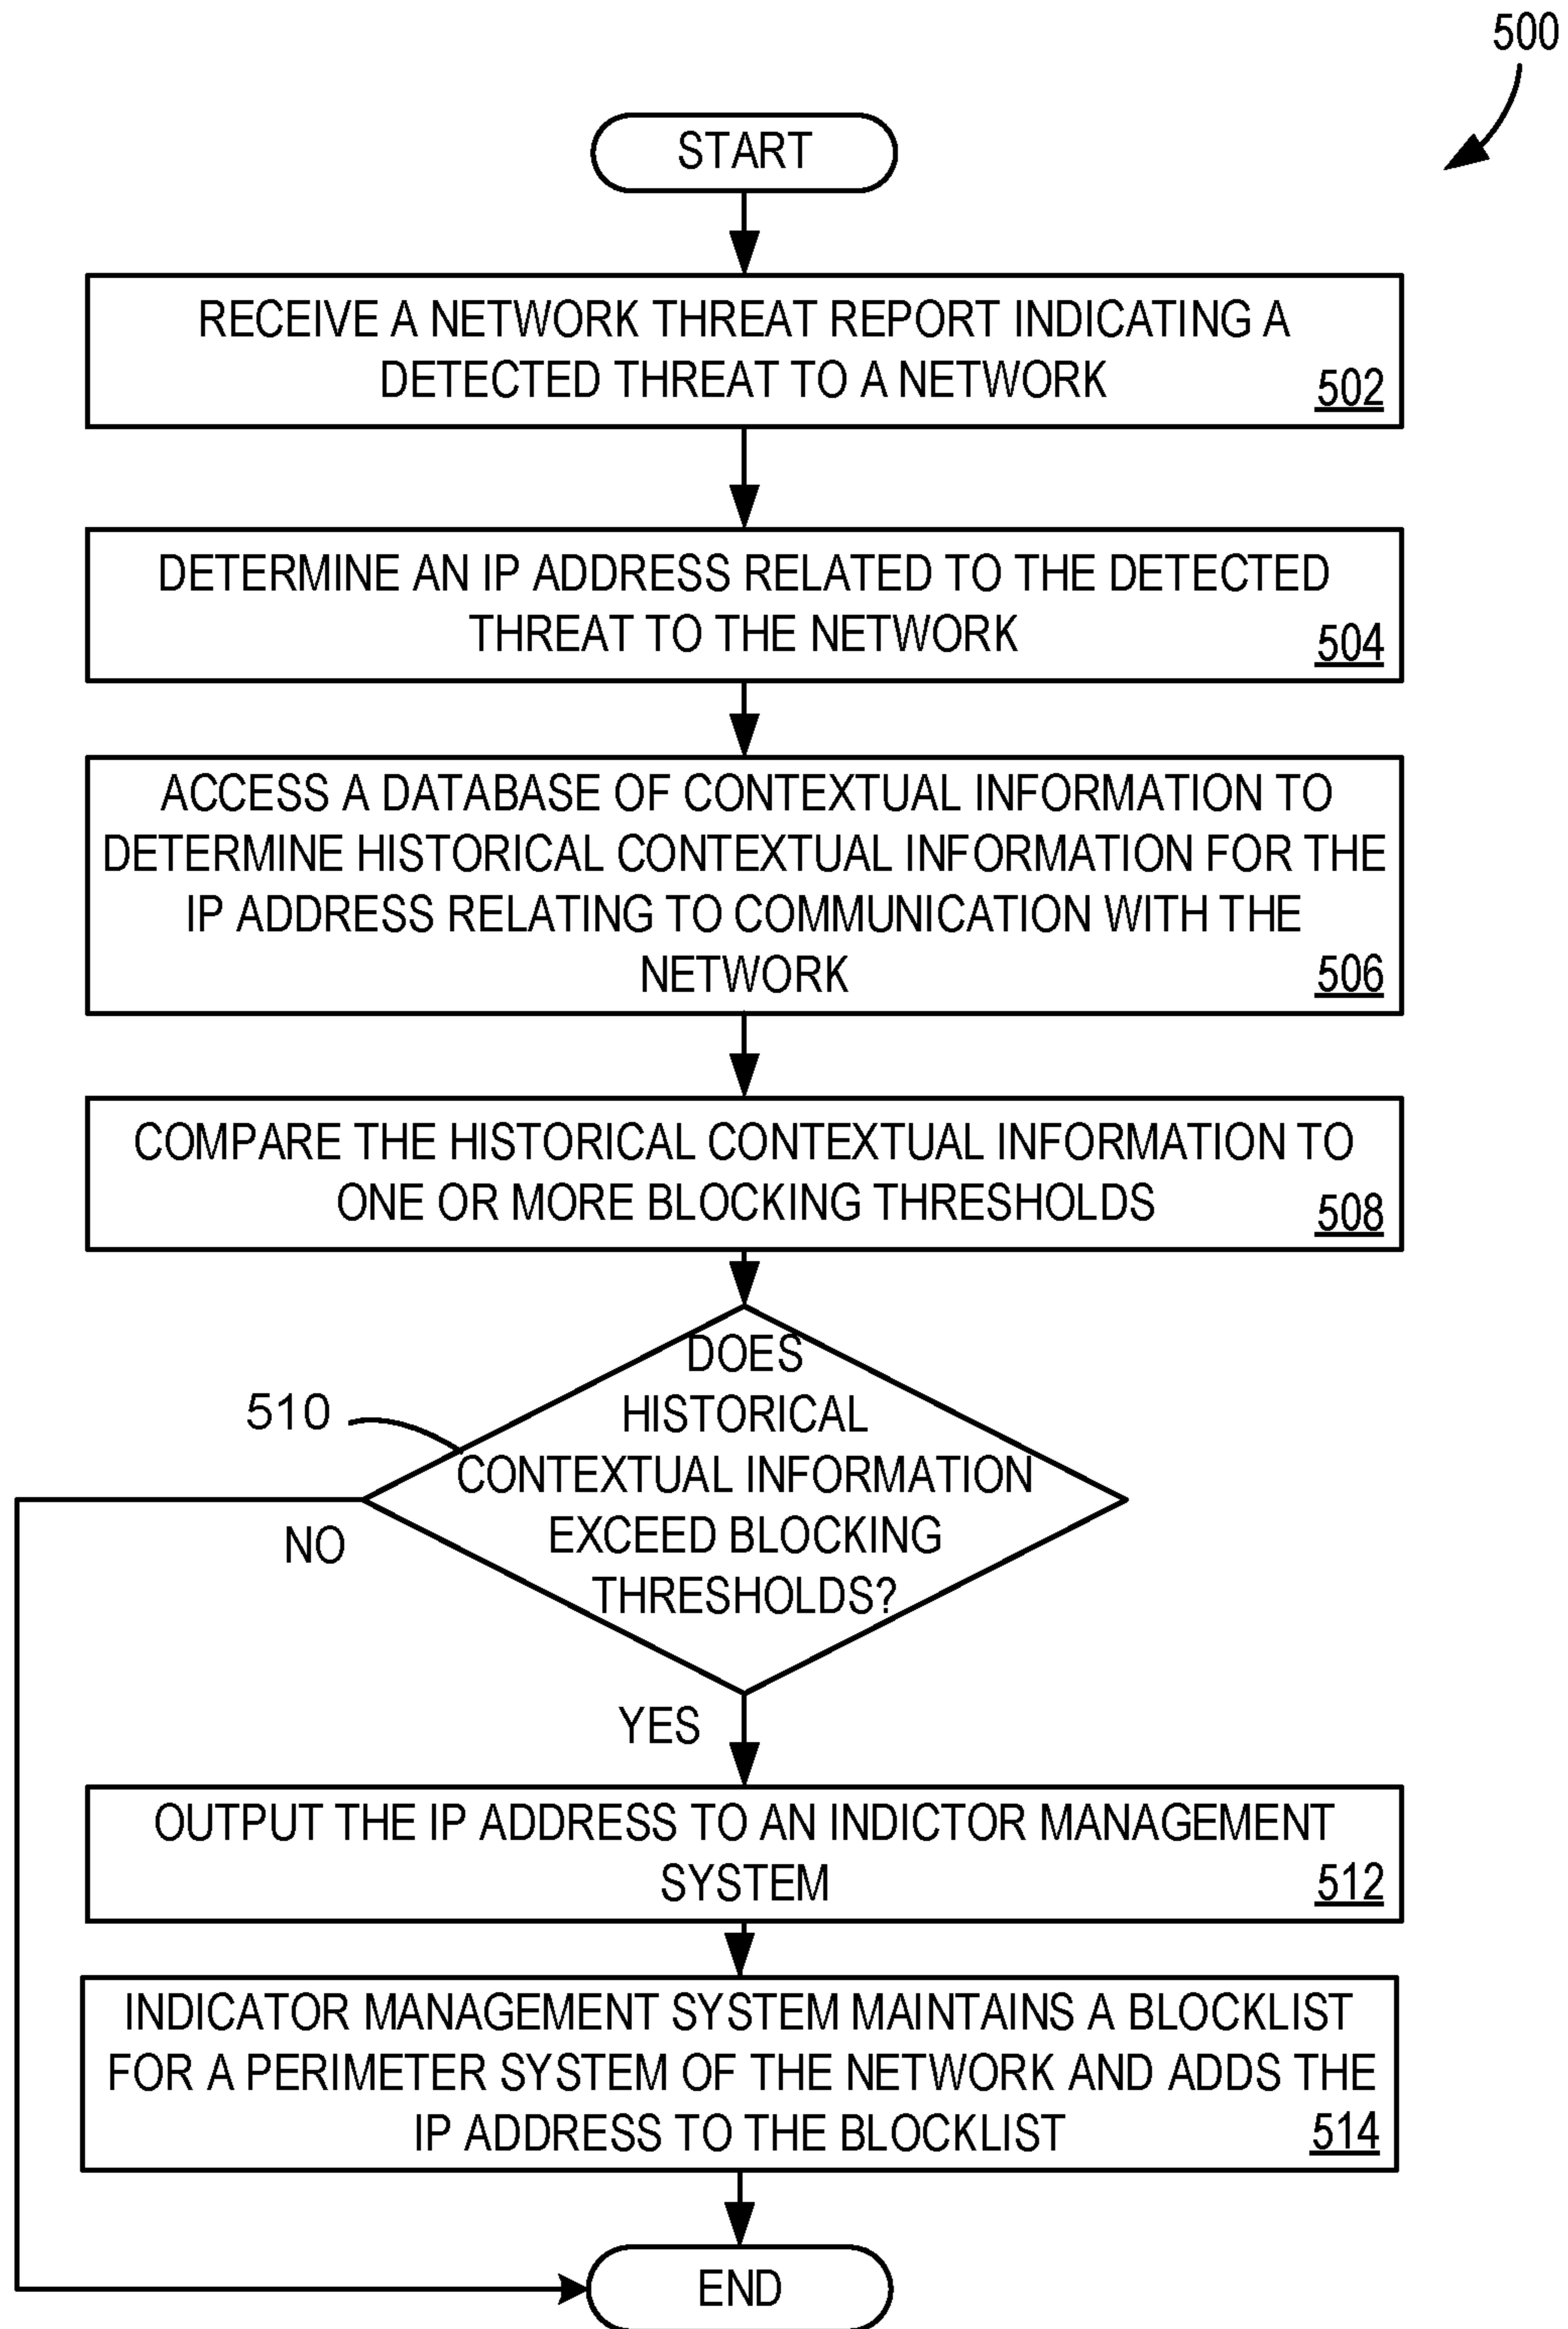 500
START
RECEIVE A NETWORK THREAT REPORT INDICATING A
DETECTED THREAT TO A NETWORK
502
DETERMINE AN IP ADDRESS RELATED TO THE DETECTED
THREAT TO THE NETWORK
504
ACCESS A DATABASE OF CONTEXTUAL INFORMATION TO
DETERMINE HISTORICAL CONTEXTUAL INFORMATION FOR THE
IP ADDRESS RELATING TO COMMUNICATION WITH THE
NETWORK
506
COMPARE THE HISTORICAL CONTEXTUAL INFORMATION TO
ONE OR MORE BLOCKING THRESHOLDS
508
510
DOES
HISTORICAL
CONTEXTUAL INFORMATION
EXCEED BLOCKING
THRESHOLDS?
NO
YES
OUTPUT THE IP ADDRESS TO AN INDICTOR MANAGEMENT
SYSTEM
512
INDICATOR MANAGEMENT SYSTEM MAINTAINS A BLOCKLIST
FOR A PERIMETER SYSTEM OF THE NETWORK AND ADDS THE
IP ADDRESS TO THE BLOCKLIST
514
END